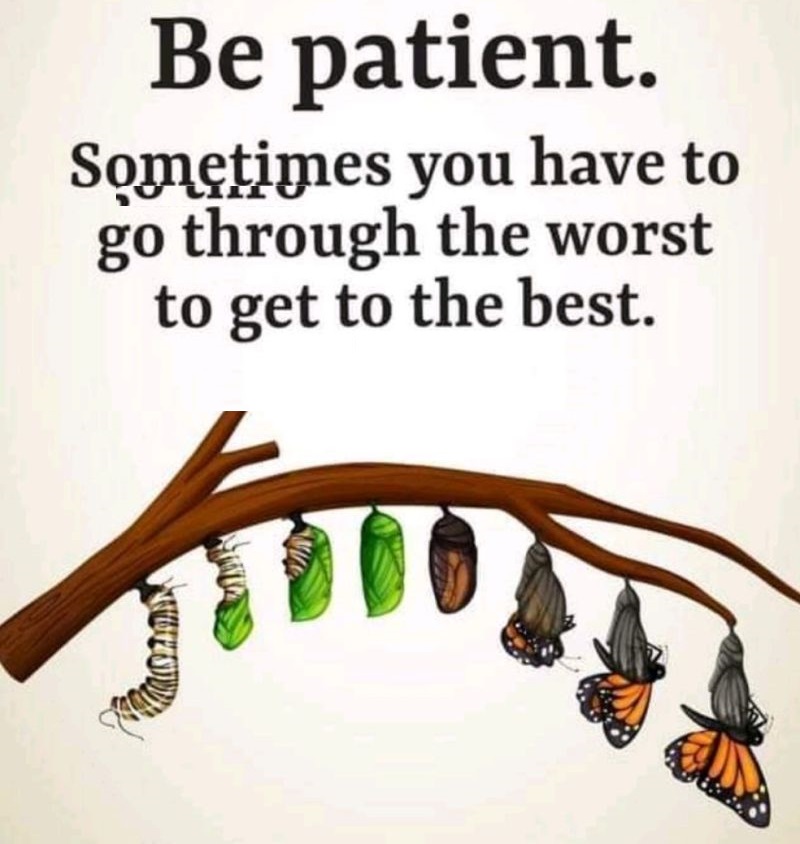 Be patient.
Sometimes you have to
go through the worst
to get to the best.